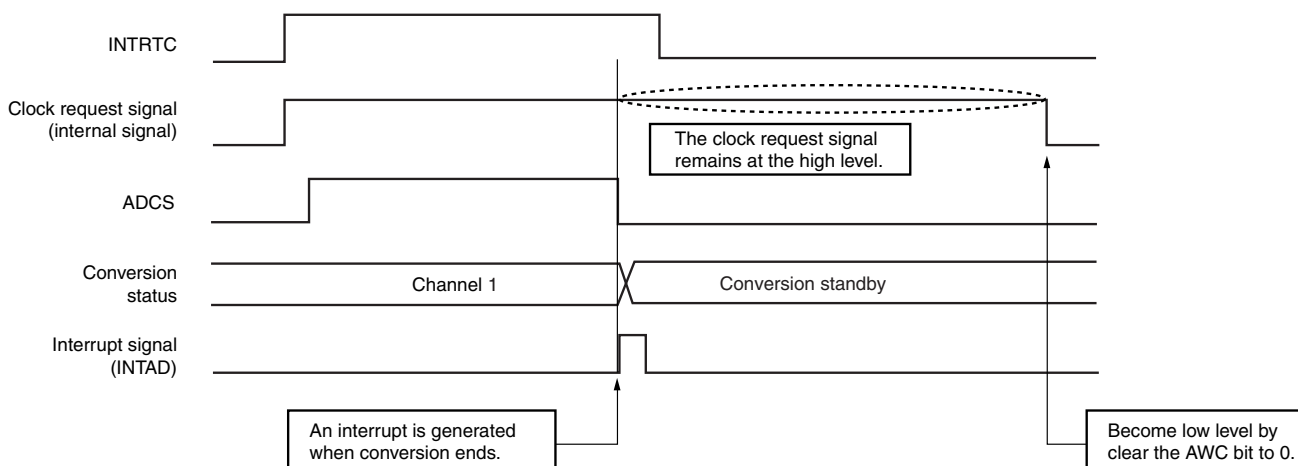 INTRTC
Clock request signal
(internal signal)
The clock request signal
remains at the high level.
ADCS
Conversion
status
Channel 1
Conversion standby
Interrupt signal
(INTAD)
An interrupt is generated
when conversion ends.
Become low level by
clear the AWC bit to 0.